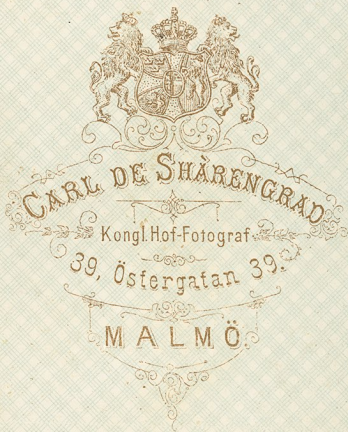 CARL DE SHÀRENGRAD
Kongl. Hof-Fotograf.
39, Östergatan 39.
MALMÖ